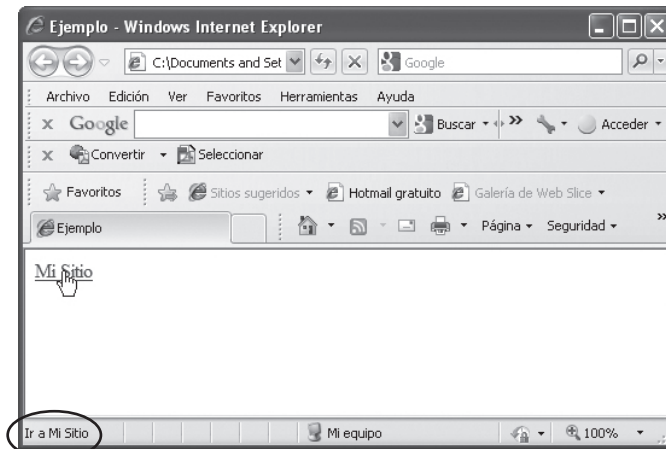 Ejemplo - Windows Internet Explorer
C:\Documents and Set Google
Archivo Edición Ver Favoritos Herramientas Ayuda
x Google Buscar Acceder
x Convertir Seleccionar
Favoritos Sitios sugeridos Hotmail gratuito Galería de Web Slice
Ejemplo Página Seguridad
Mi Sitio
Ir a Mi Sitio Mi equipo 100%